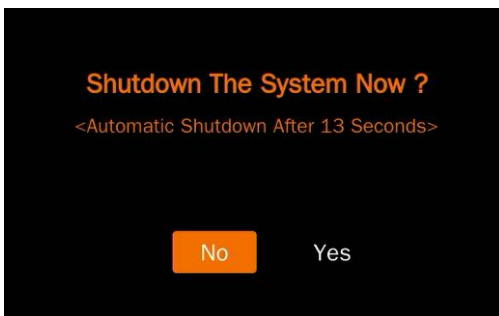 Shutdown The System Now ?
<Automatic Shutdown After 13 Seconds>
No Yes